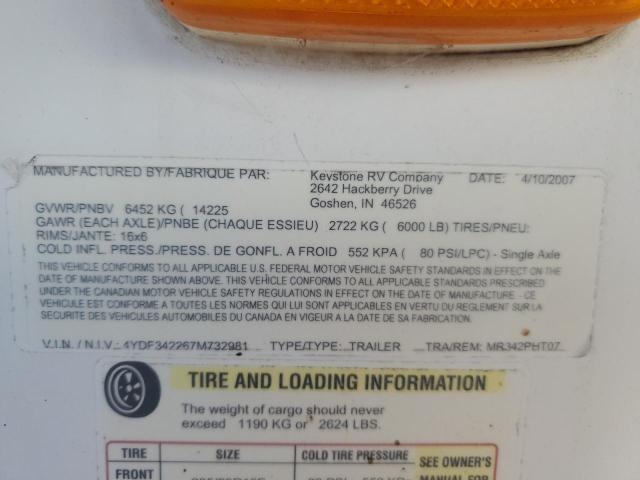 MANUFACTURED BY/FABRIQUE PAR: Keystone RV Company DATE: 4/10/2007
2642 Hackberry Drive
Goshen, IN 46526
GVWR/PNBV 6452 KG ( 14225
GAWR (EACH AXLE)/PNBE (CHAQUE ESSIEU) 2722 KG ( 6000 LB) TIRES/PNEU:
RIMS/JANTE: 16x6
COLD INFL. PRESS./PRESS. DE GONFL. A FROID 552 KPA ( 80 PSI/LPC) - Single Axle
THIS VEHICLE CONFORMS TO ALL APPLICABLE U.S. FEDERAL MOTOR VEHICLE SAFETY STANDARDS IN EFFECT ON THE
DATE OF MANUFACTURE SHOWN ABOVE. THIS VEHICLE CONFORMS TO ALL APPLICABLE STANDARDS PRESCRIBED
UNDER THE CANADIAN MOTOR VEHICLE SAFETY REGULATIONS IN EFFECT ON THE DATE OF MANUFACTURE. - CE
VEHICULE EST CONFORME A TOUTES LES NORMES QUI LUI SONT APPLICABLES EN VERTU DU REGLEMENT SUR LA
SECURITE DES VEHICULES AUTOMOBILES DU CANADA EN VIGEUR A LE DATE DE SA FABRICATION.
V.I.N. / N.I.V.: 4YDF342267M732981 TYPE/TYPE: TRAILER TRA/REM: MR342PHT07
TIRE AND LOADING INFORMATION
The weight of cargo should never
exceed 1190 KG or 2624 LBS.
TIRE SIZE COLD TIRE PRESSURE SEE OWNER'S
FRONT MANUAL FOR